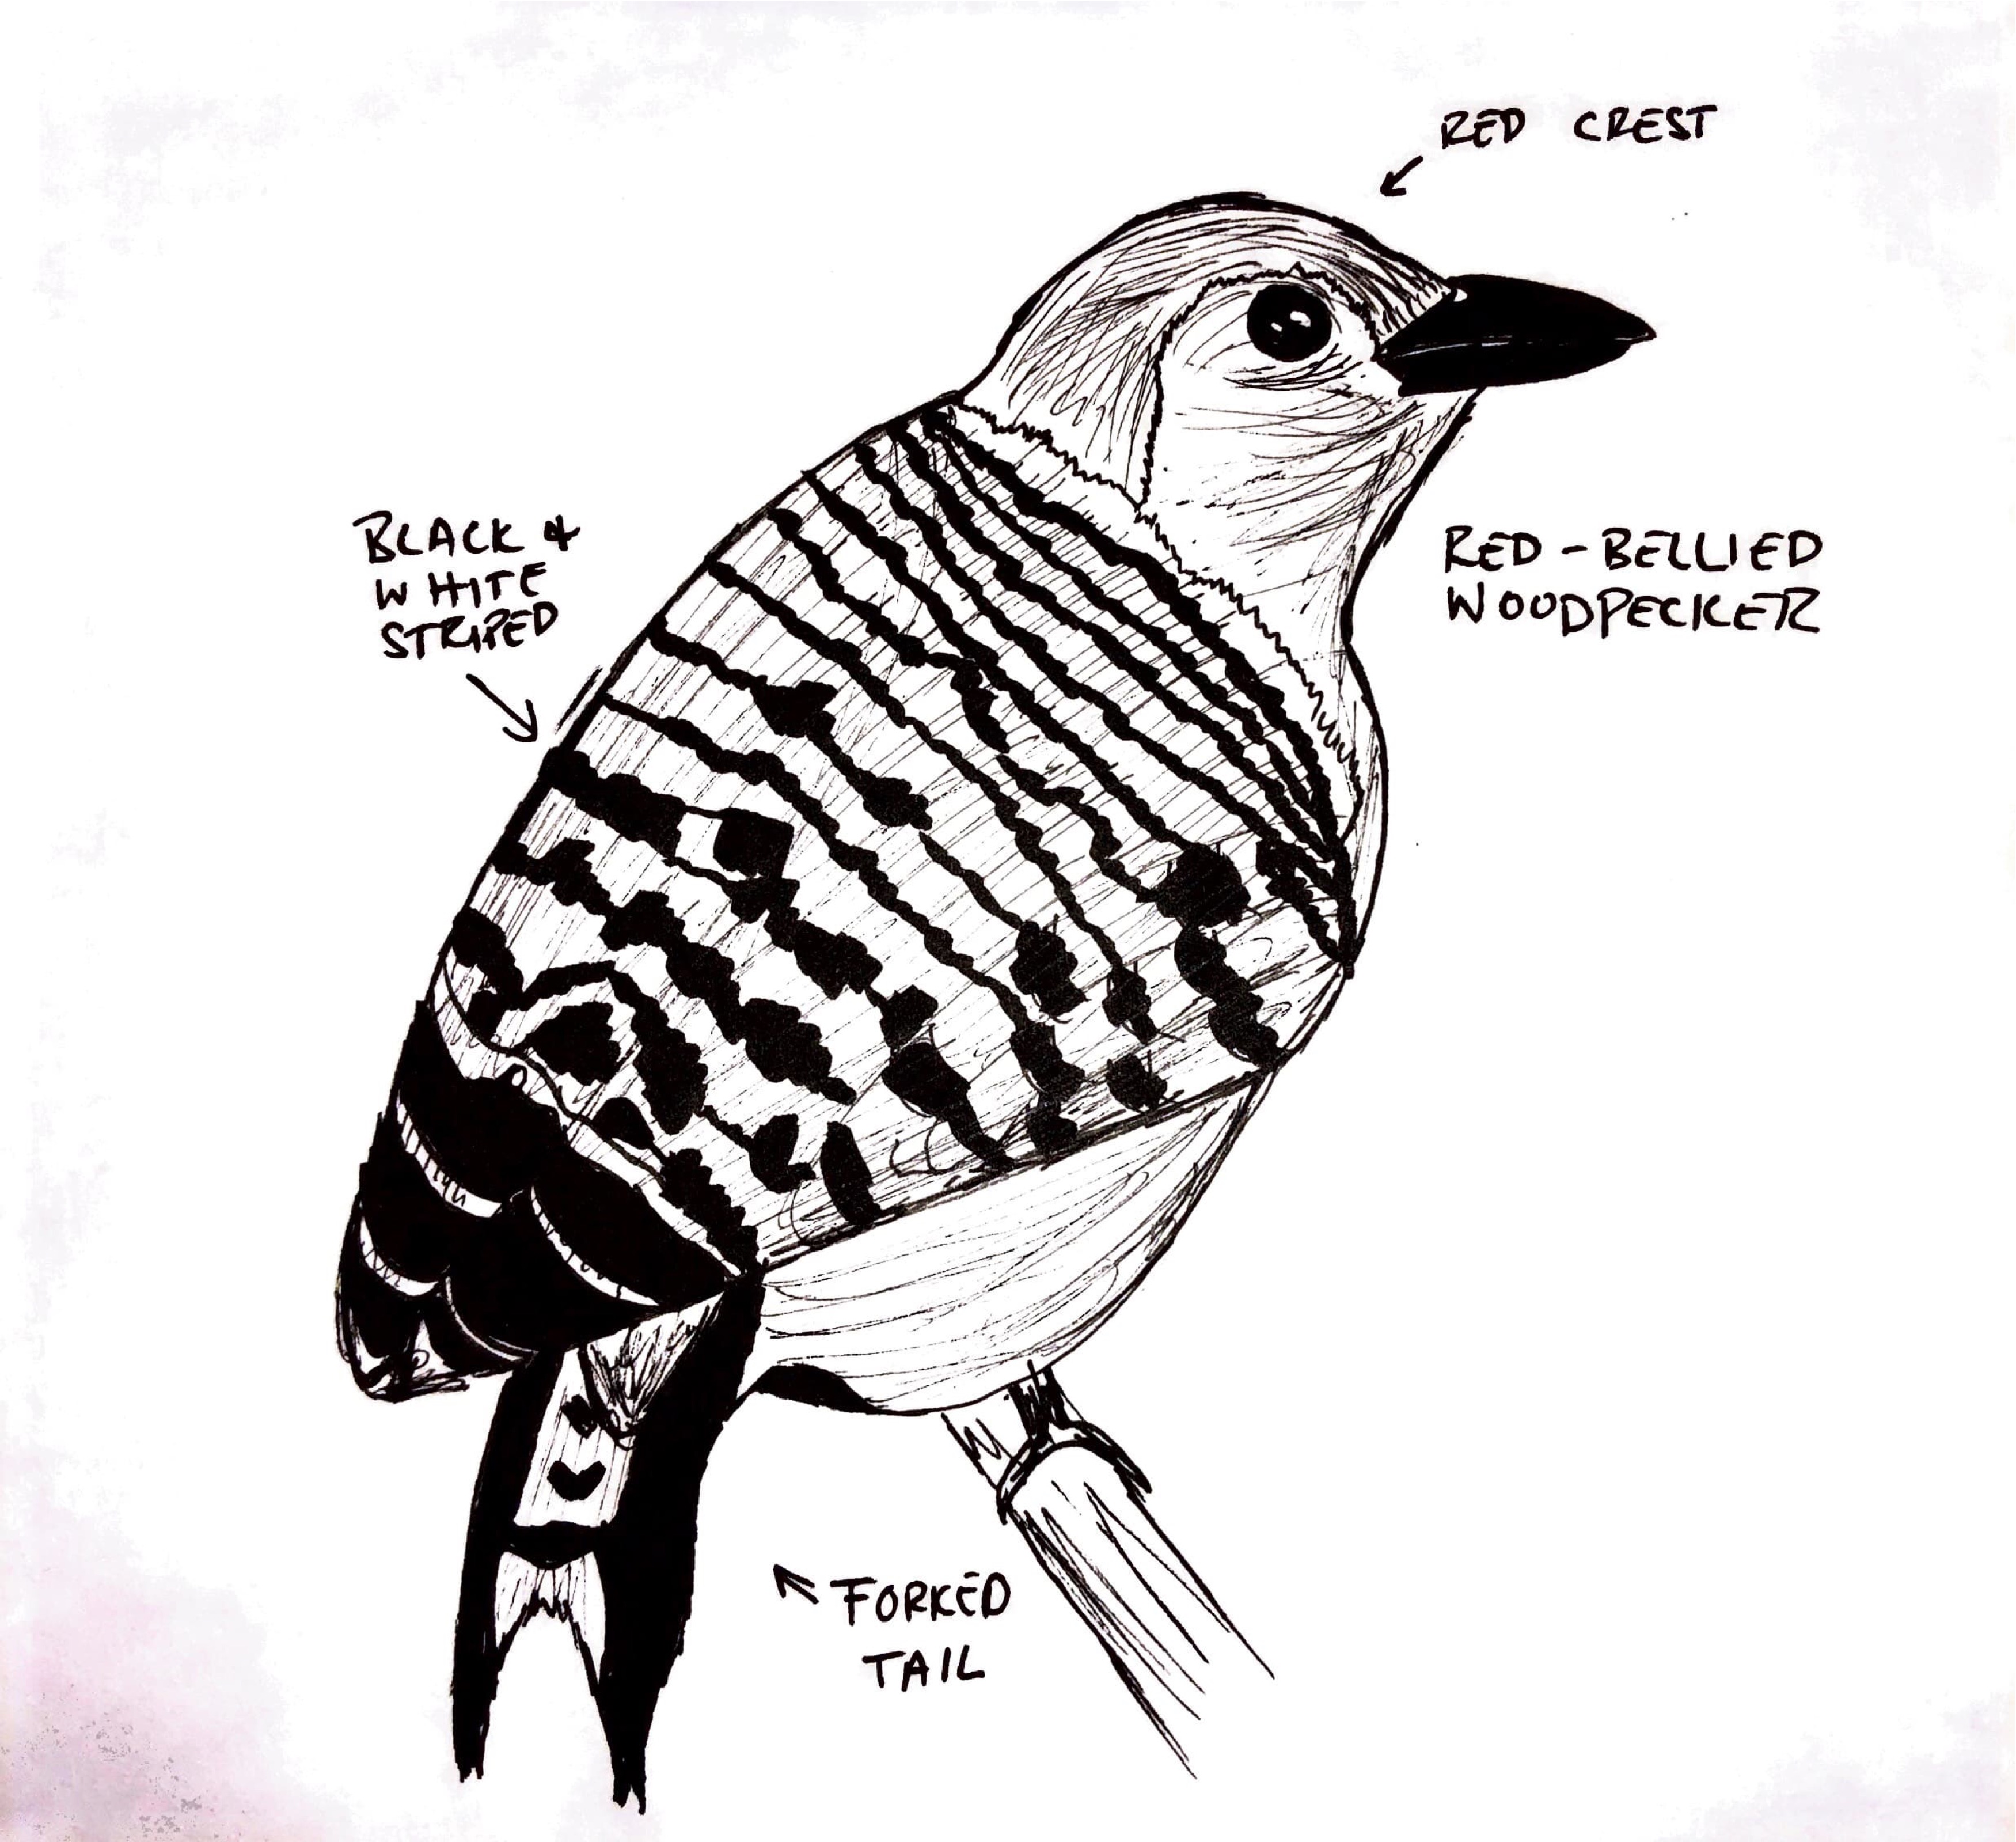 RED CREST
BLACK &
WHITE
STRIPED
RED-BELLIED
WOODPECKER
FORKED
TAIL